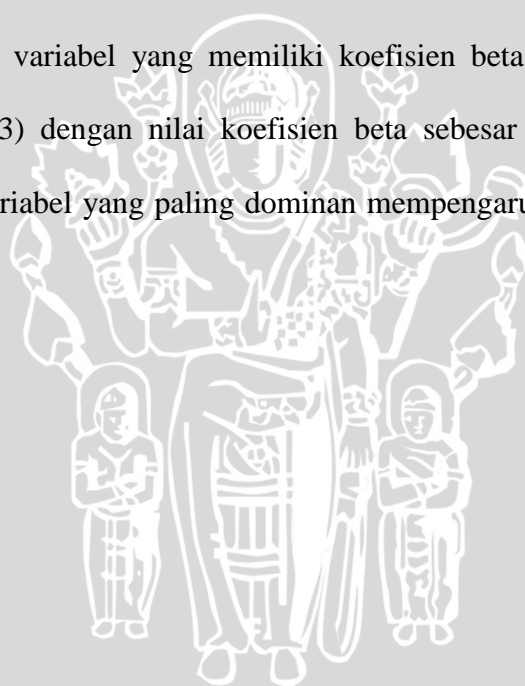 variabel yang memiliki koefisien beta
3) dengan nilai koefisien beta sebesar
riabel yang paling dominan mempengaru